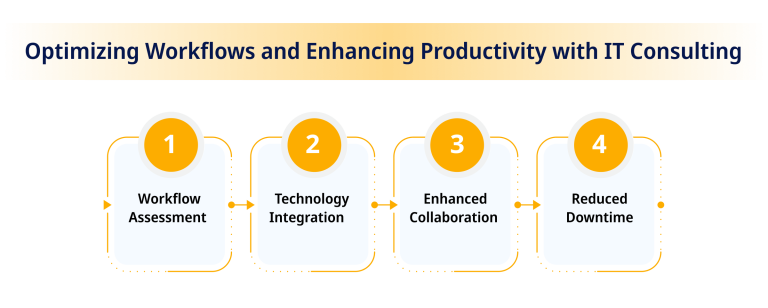 Optimizing Workflows and Enhancing Productivity with IT Consulting
1
Workflow
Assessment
2
Technology
Integration
3
Enhanced
Collaboration
4
Reduced
Downtime